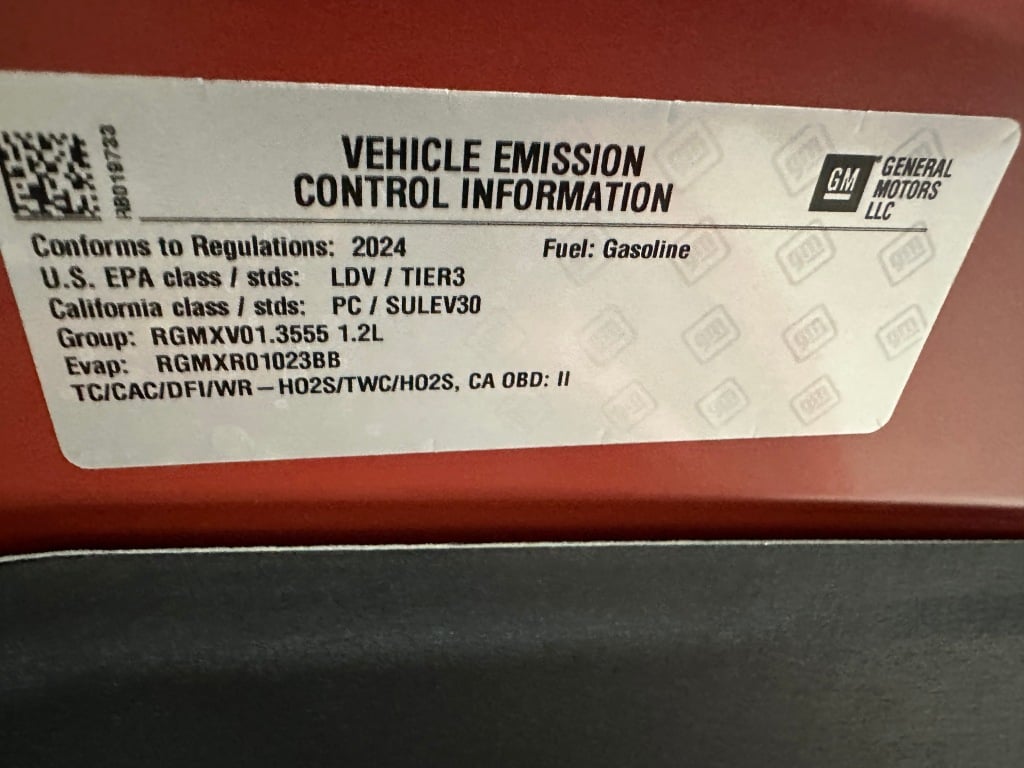 RB019733
VEHICLE EMISSION
CONTROL INFORMATION
GM
GENERAL
MOTORS
LLC
Conforms to Regulations: 2024 Fuel: Gasoline
U.S. EPA class / stds: LDV / TIER3
California class / stds: PC / SULEV30
Group: RGMXV01.3555 1.2L
Evap: RGMXR01023BB
TC/CAC/DFI/WR-HO2S/TWC/HO2S, CA OBD: II